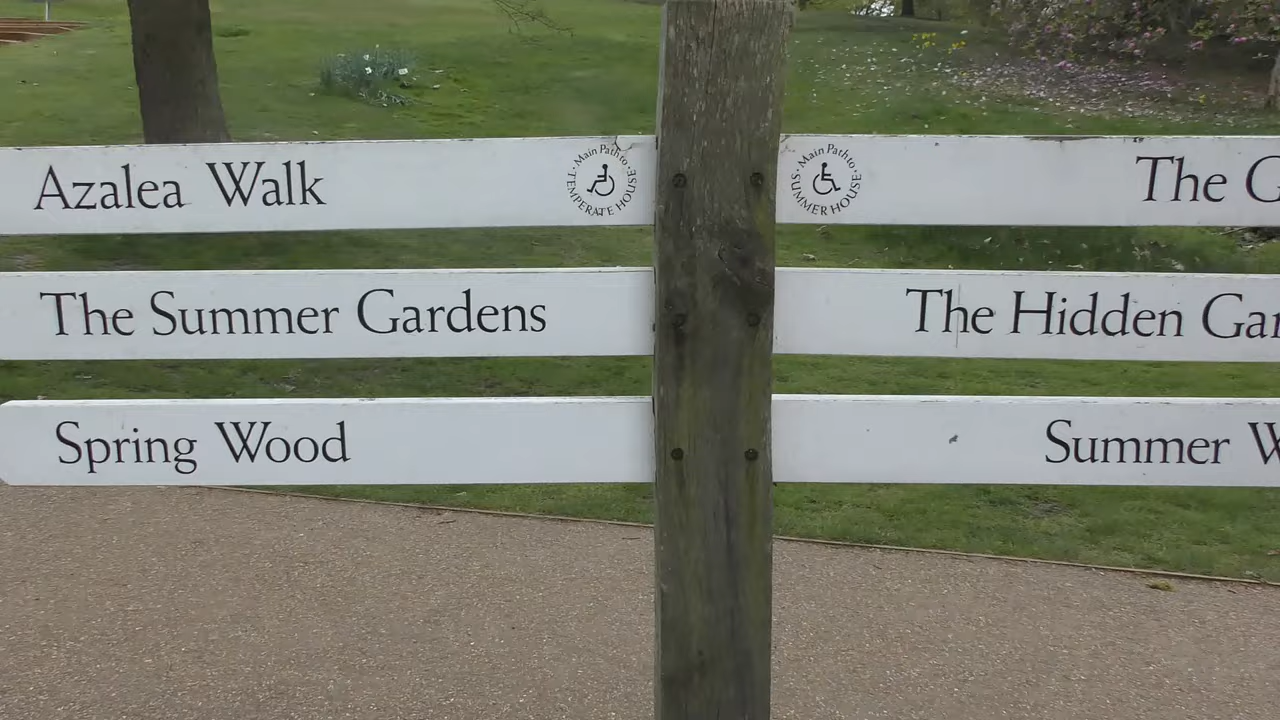 Azalea Walk
·Main Path to·
TEMPERATE HOUSE
The Summer Gardens
Spring Wood
·Main Path to·
SUMMER HOUSE
The
The Hidden
Summer